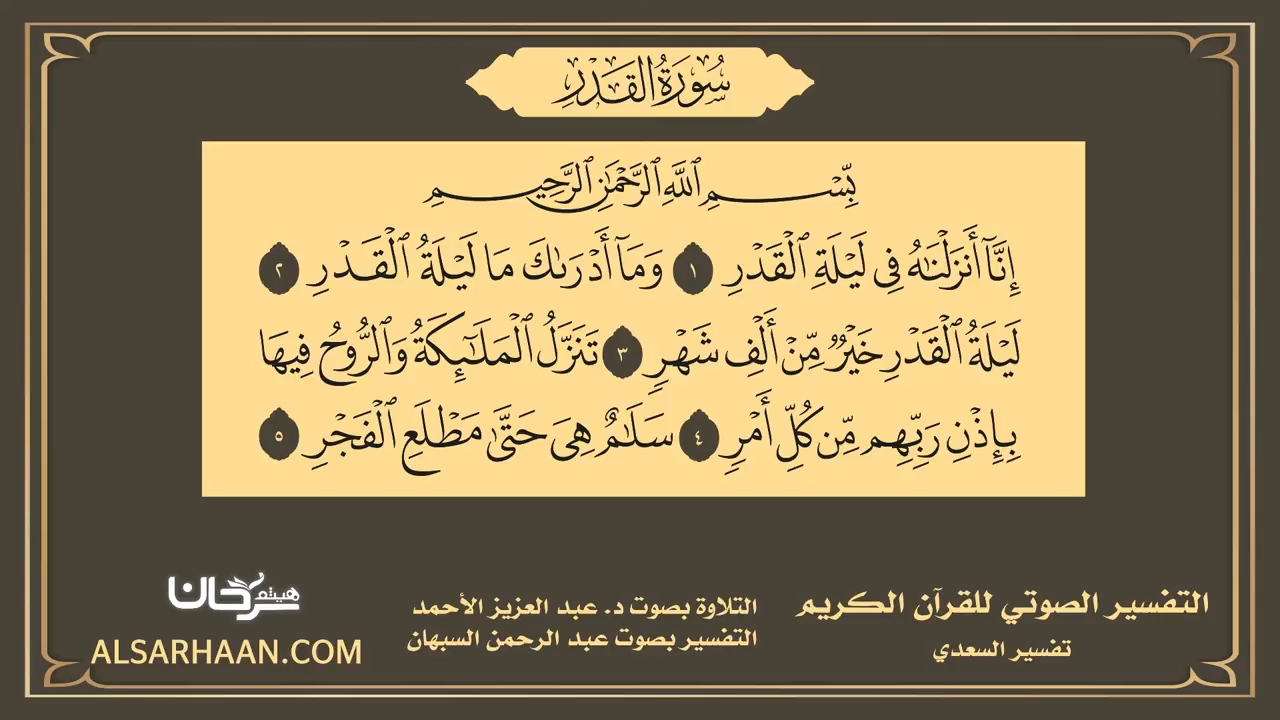 سُورَةُ القَدْرِ
بِّسْمِ ٱللَّهِ ٱلرَّحْمَٰنِ ٱلرَّحِيمِ
إِنَّآ أَنزَلْنَٰهُ فِى لَيْلَةِ ٱلْقَدْرِ ١ وَمَآ أَدْرَىٰكَ مَا لَيْلَةُ ٱلْقَدْرِ ٢
لَيْلَةُ ٱلْقَدْرِ خَيْرٌ مِّنْ أَلْفِ شَهْرٍ ٣ تَنَزَّلُ ٱلْمَلَٰٓئِكَةُ وَٱلرُّوحُ فِيهَا
بِإِذْنِ رَبِّهِم مِّن كُلِّ أَمْرٍ ٤ سَلَٰمٌ هِىَ حَتَّىٰ مَطْلَعِ ٱلْفَجْرِ ٥
التفسير الصوتي للقرآن الكريم
تفسير السعدي
التلاوة بصوت د. عبد العزيز الأحمد
التفسير بصوت عبد الرحمن السبهان
هيثم سرحان
ALSARHAAN.COM